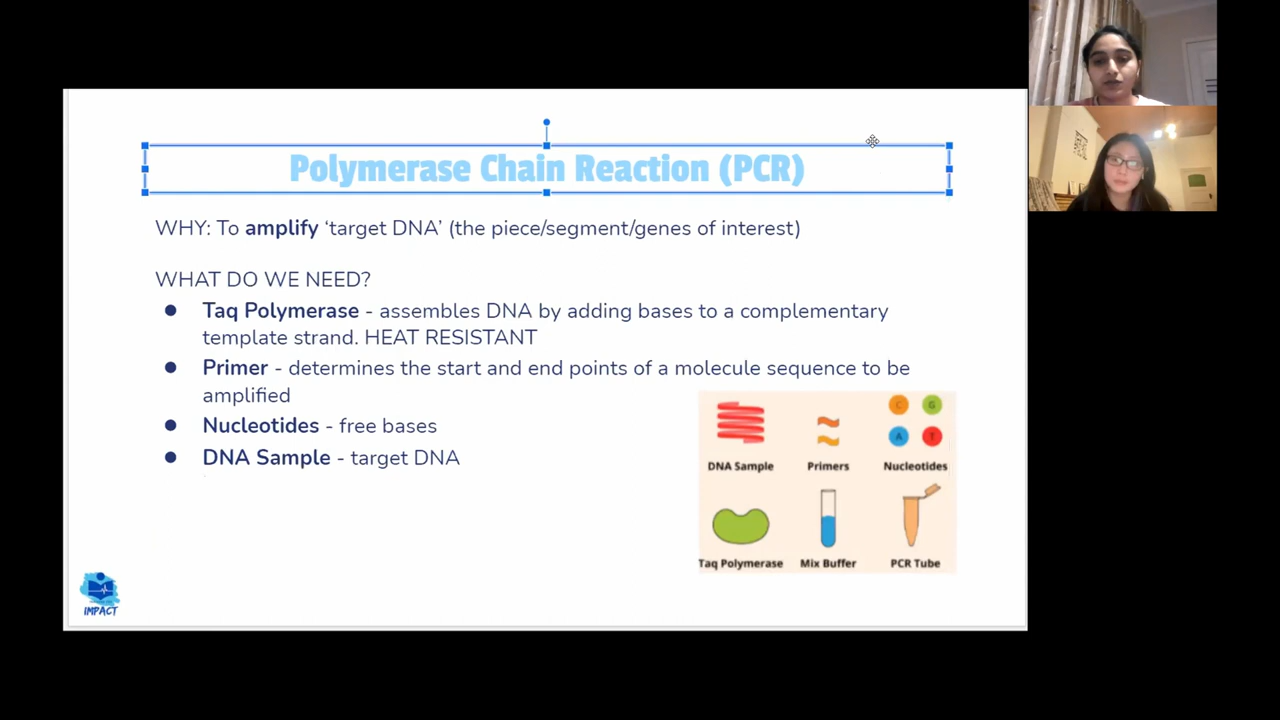 Polymerase Chain Reaction (PCR)
WHY: To amplify ‘target DNA’ (the piece/segment/genes of interest)
WHAT DO WE NEED?
● Taq Polymerase - assembles DNA by adding bases to a complementary
template strand. HEAT RESISTANT
● Primer - determines the start and end points of a molecule sequence to be
amplified
● Nucleotides - free bases
● DNA Sample - target DNA
C G
A T
DNA Sample Primers Nucleotides
Taq Polymerase Mix Buffer PCR Tube
IMPACT